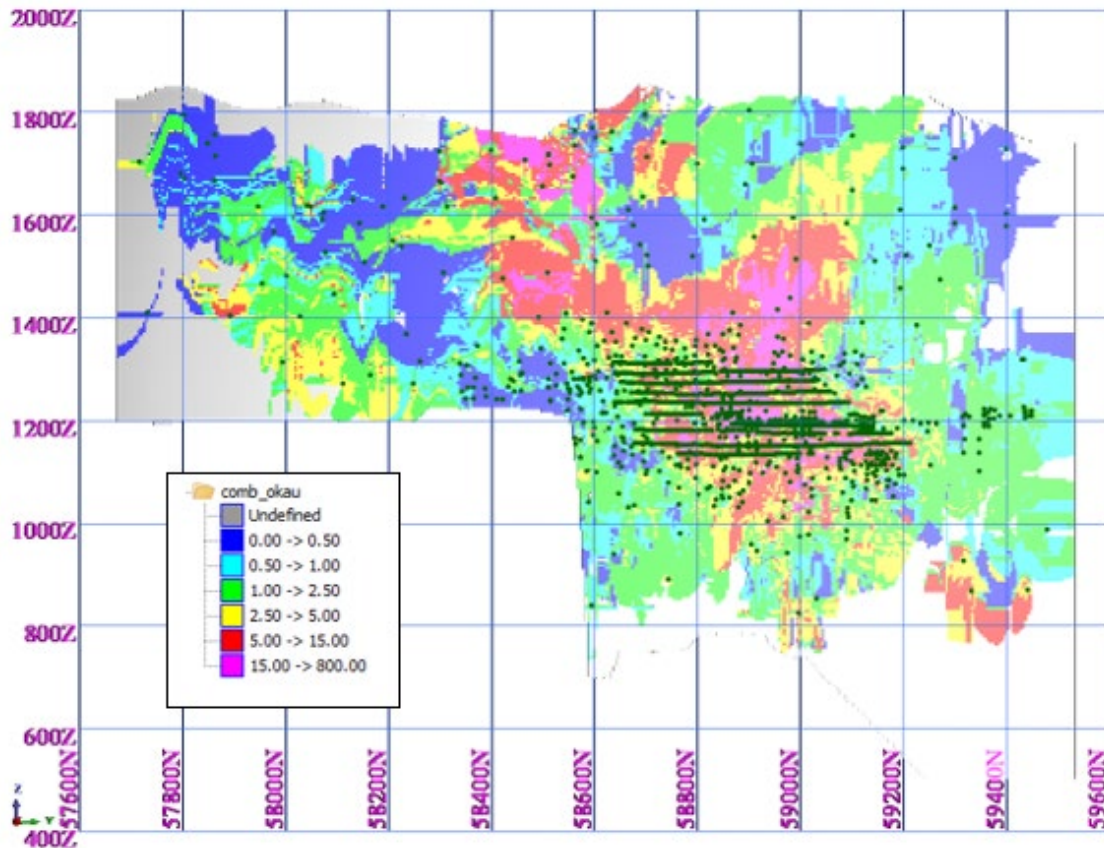 2000Z
1800Z
1600Z
1400Z
1200Z
1000Z
800Z
600Z
400Z
comb_okau
Undefined
0.00 -> 0.50
0.50 -> 1.00
1.00 -> 2.50
2.50 -> 5.00
5.00 -> 15.00
15.00 -> 800.00
57600N
57800N
58000N
58200N
58400N
58600N
58800N
59000N
59200N
59400N
59600N
Z
Y